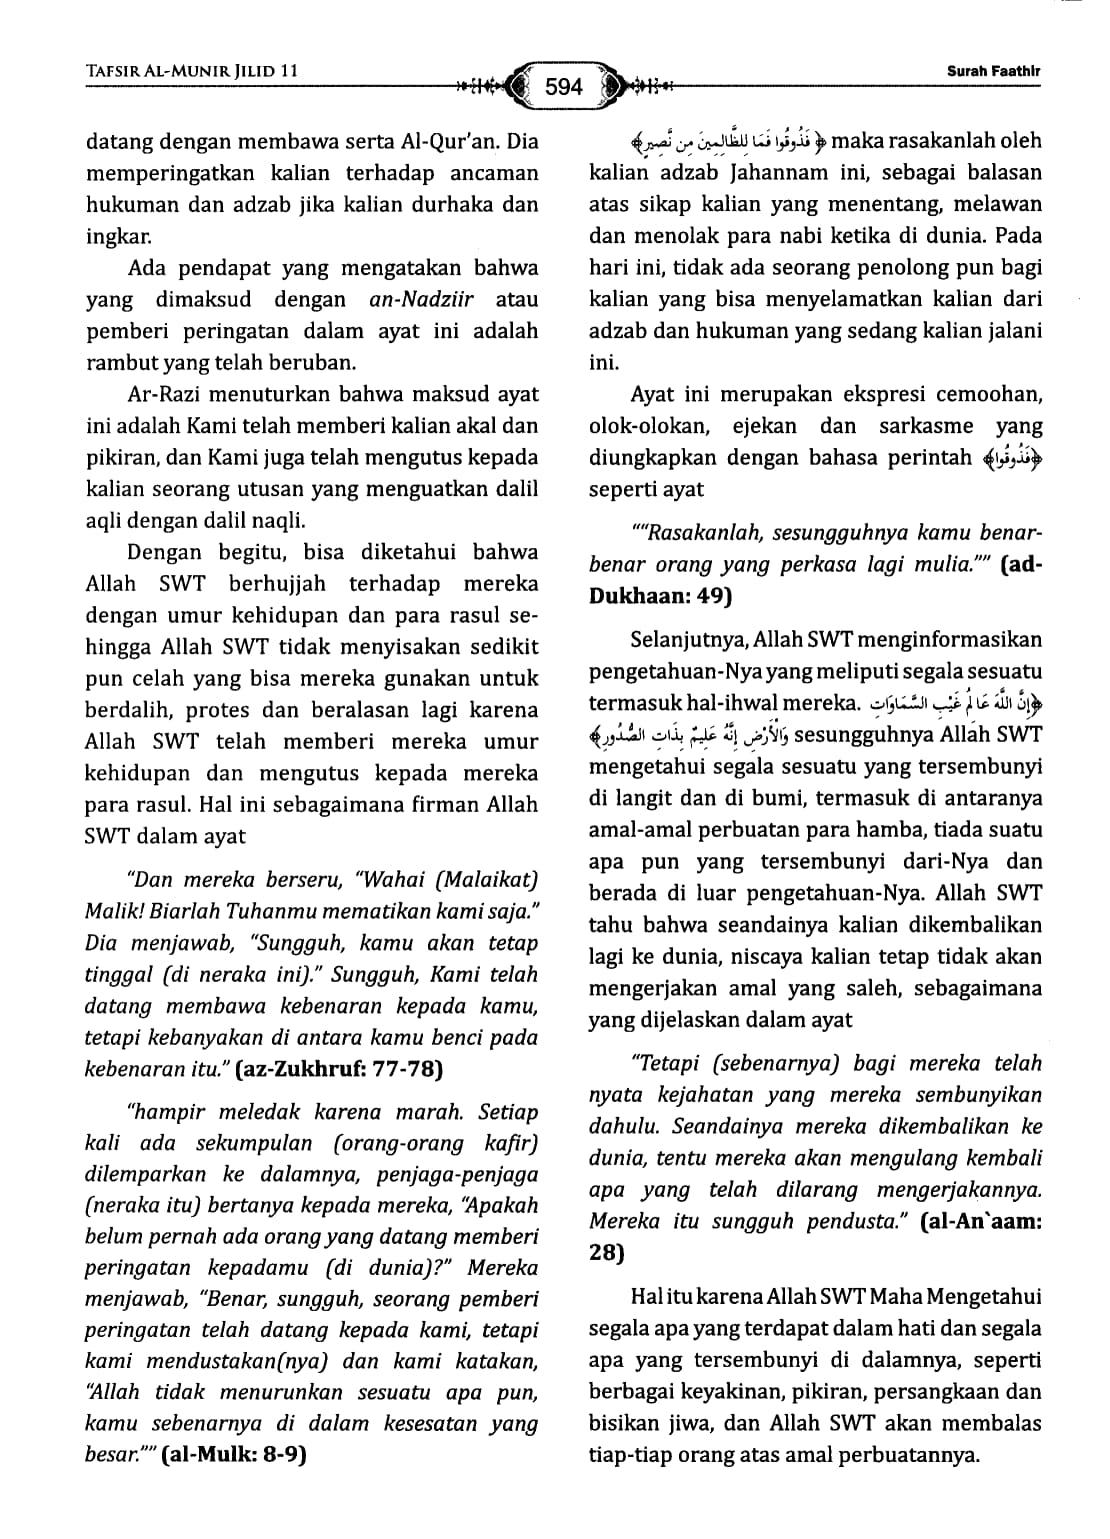 TAFSIR AL-MUNIR JILID 11
594
Surah Faathir
datang dengan membawa serta Al-Qur'an. Dia
memperingatkan kalian terhadap ancaman
hukuman dan adzab jika kalian durhaka dan
ingkar.
Ada pendapat yang mengatakan bahwa
yang dimaksud dengan an-Nadziir atau
pemberi peringatan dalam ayat ini adalah
rambut yang telah beruban.
Ar-Razi menuturkan bahwa maksud ayat
ini adalah Kami telah memberi kalian akal dan
pikiran, dan Kami juga telah mengutus kepada
kalian seorang utusan yang menguatkan dalil
aqli dengan dalil naqli.
Dengan begitu, bisa diketahui bahwa
Allah SWT berhujjah terhadap mereka
dengan umur kehidupan dan para rasul se-
hingga Allah SWT tidak menyisakan sedikit
pun celah yang bisa mereka gunakan untuk
berdalih, protes dan beralasan lagi karena
Allah SWT telah memberi mereka umur
kehidupan dan mengutus kepada mereka
para rasul. Hal ini sebagaimana firman Allah
SWT dalam ayat
“Dan mereka berseru, “Wahai (Malaikat)
Malik! Biarlah Tuhanmu mematikan kami saja.”
Dia menjawab, “Sungguh, kamu akan tetap
tinggal (di neraka ini).” Sungguh, Kami telah
datang membawa kebenaran kepada kamu,
tetapi kebanyakan di antara kamu benci pada
kebenaran itu.” (az-Zukhruf: 77-78)
“hampir meledak karena marah. Setiap
kali ada sekumpulan (orang-orang kafir)
dilemparkan ke dalamnya, penjaga-penjaga
(neraka itu) bertanya kepada mereka, “Apakah
belum pernah ada orang yang datang memberi
peringatan kepadamu (di dunia)?” Mereka
menjawab, “Benar, sungguh, seorang pemberi
peringatan telah datang kepada kami, tetapi
kami mendustakan(nya) dan kami katakan,
“Allah tidak menurunkan sesuatu apa pun,
kamu sebenarnya di dalam kesesatan yang
besar.”” (al-Mulk: 8-9)
﴿فَذُوقُوا فَمَا لِلظَّالِمِينَ مِن نَّصِيرٍ﴾ maka rasakanlah oleh
kalian adzab Jahannam ini, sebagai balasan
atas sikap kalian yang menentang, melawan
dan menolak para nabi ketika di dunia. Pada
hari ini, tidak ada seorang penolong pun bagi
kalian yang bisa menyelamatkan kalian dari
adzab dan hukuman yang sedang kalian jalani
ini.
Ayat ini merupakan ekspresi cemoohan,
olok-olokan, ejekan dan sarkasme yang
diungkapkan dengan bahasa perintah ﴿فَذُوقُوا﴾
seperti ayat
““Rasakanlah, sesungguhnya kamu benar-
benar orang yang perkasa lagi mulia.”” (ad-
Dukhaan: 49)
Selanjutnya, Allah SWT menginformasikan
pengetahuan-Nya yang meliputi segala sesuatu
termasuk hal-ihwal mereka. ﴿إِنَّ اللَّهَ عَالِمُ غَيْبِ السَّمَاوَاتِ
وَالْأَرْضِ إِنَّهُ عَلِيمٌ بِذَاتِ الصُّدُورِ﴾ sesungguhnya Allah SWT
mengetahui segala sesuatu yang tersembunyi
di langit dan di bumi, termasuk di antaranya
amal-amal perbuatan para hamba, tiada suatu
apa pun yang tersembunyi dari-Nya dan
berada di luar pengetahuan-Nya. Allah SWT
tahu bahwa seandainya kalian dikembalikan
lagi ke dunia, niscaya kalian tetap tidak akan
mengerjakan amal yang saleh, sebagaimana
yang dijelaskan dalam ayat
“Tetapi (sebenarnya) bagi mereka telah
nyata kejahatan yang mereka sembunyikan
dahulu. Seandainya mereka dikembalikan ke
dunia, tentu mereka akan mengulang kembali
apa yang telah dilarang mengerjakannya.
Mereka itu sungguh pendusta.” (al-An`aam:
28)
Hal itu karena Allah SWT Maha Mengetahui
segala apa yang terdapat dalam hati dan segala
apa yang tersembunyi di dalamnya, seperti
berbagai keyakinan, pikiran, persangkaan dan
bisikan jiwa, dan Allah SWT akan membalas
tiap-tiap orang atas amal perbuatannya.